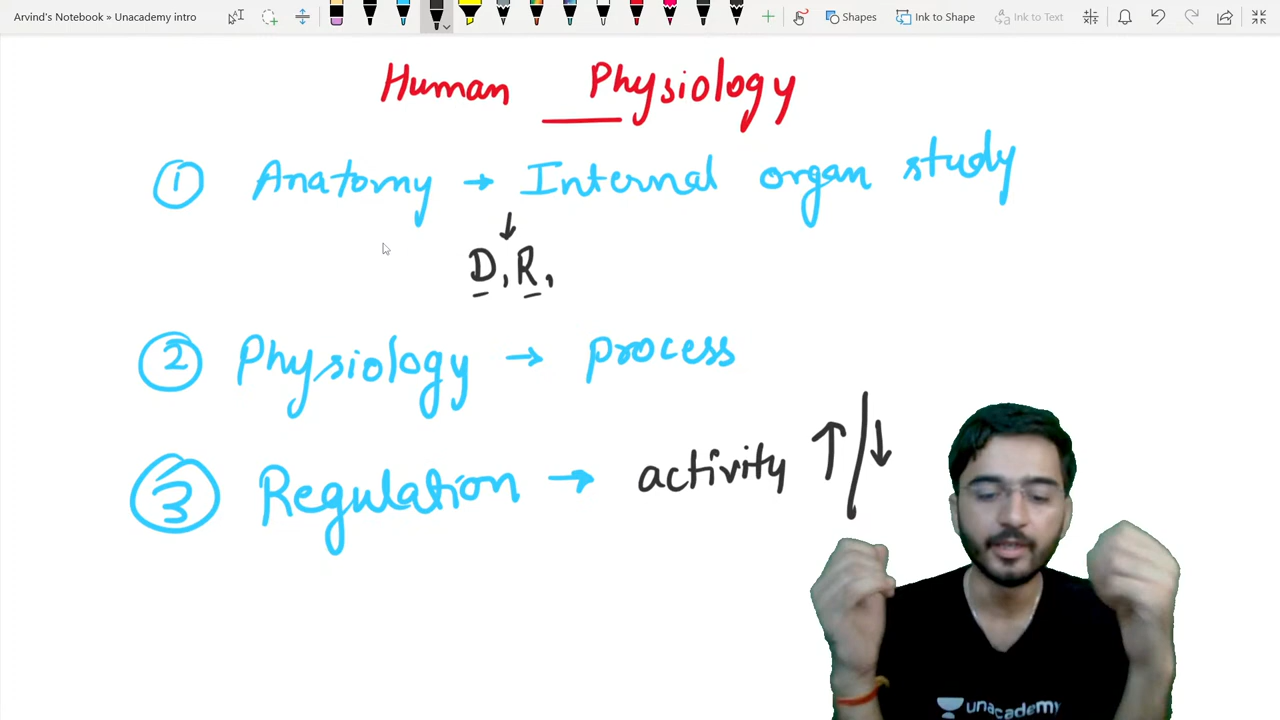 Arvind's Notebook » Unacademy intro
Shapes
Ink to Shape
Ink to Text
Human Physiology
① Anatomy → Internal organ study
↓
D, R,
② Physiology → process
③ Regulation → activity ↑/↓
unacademy